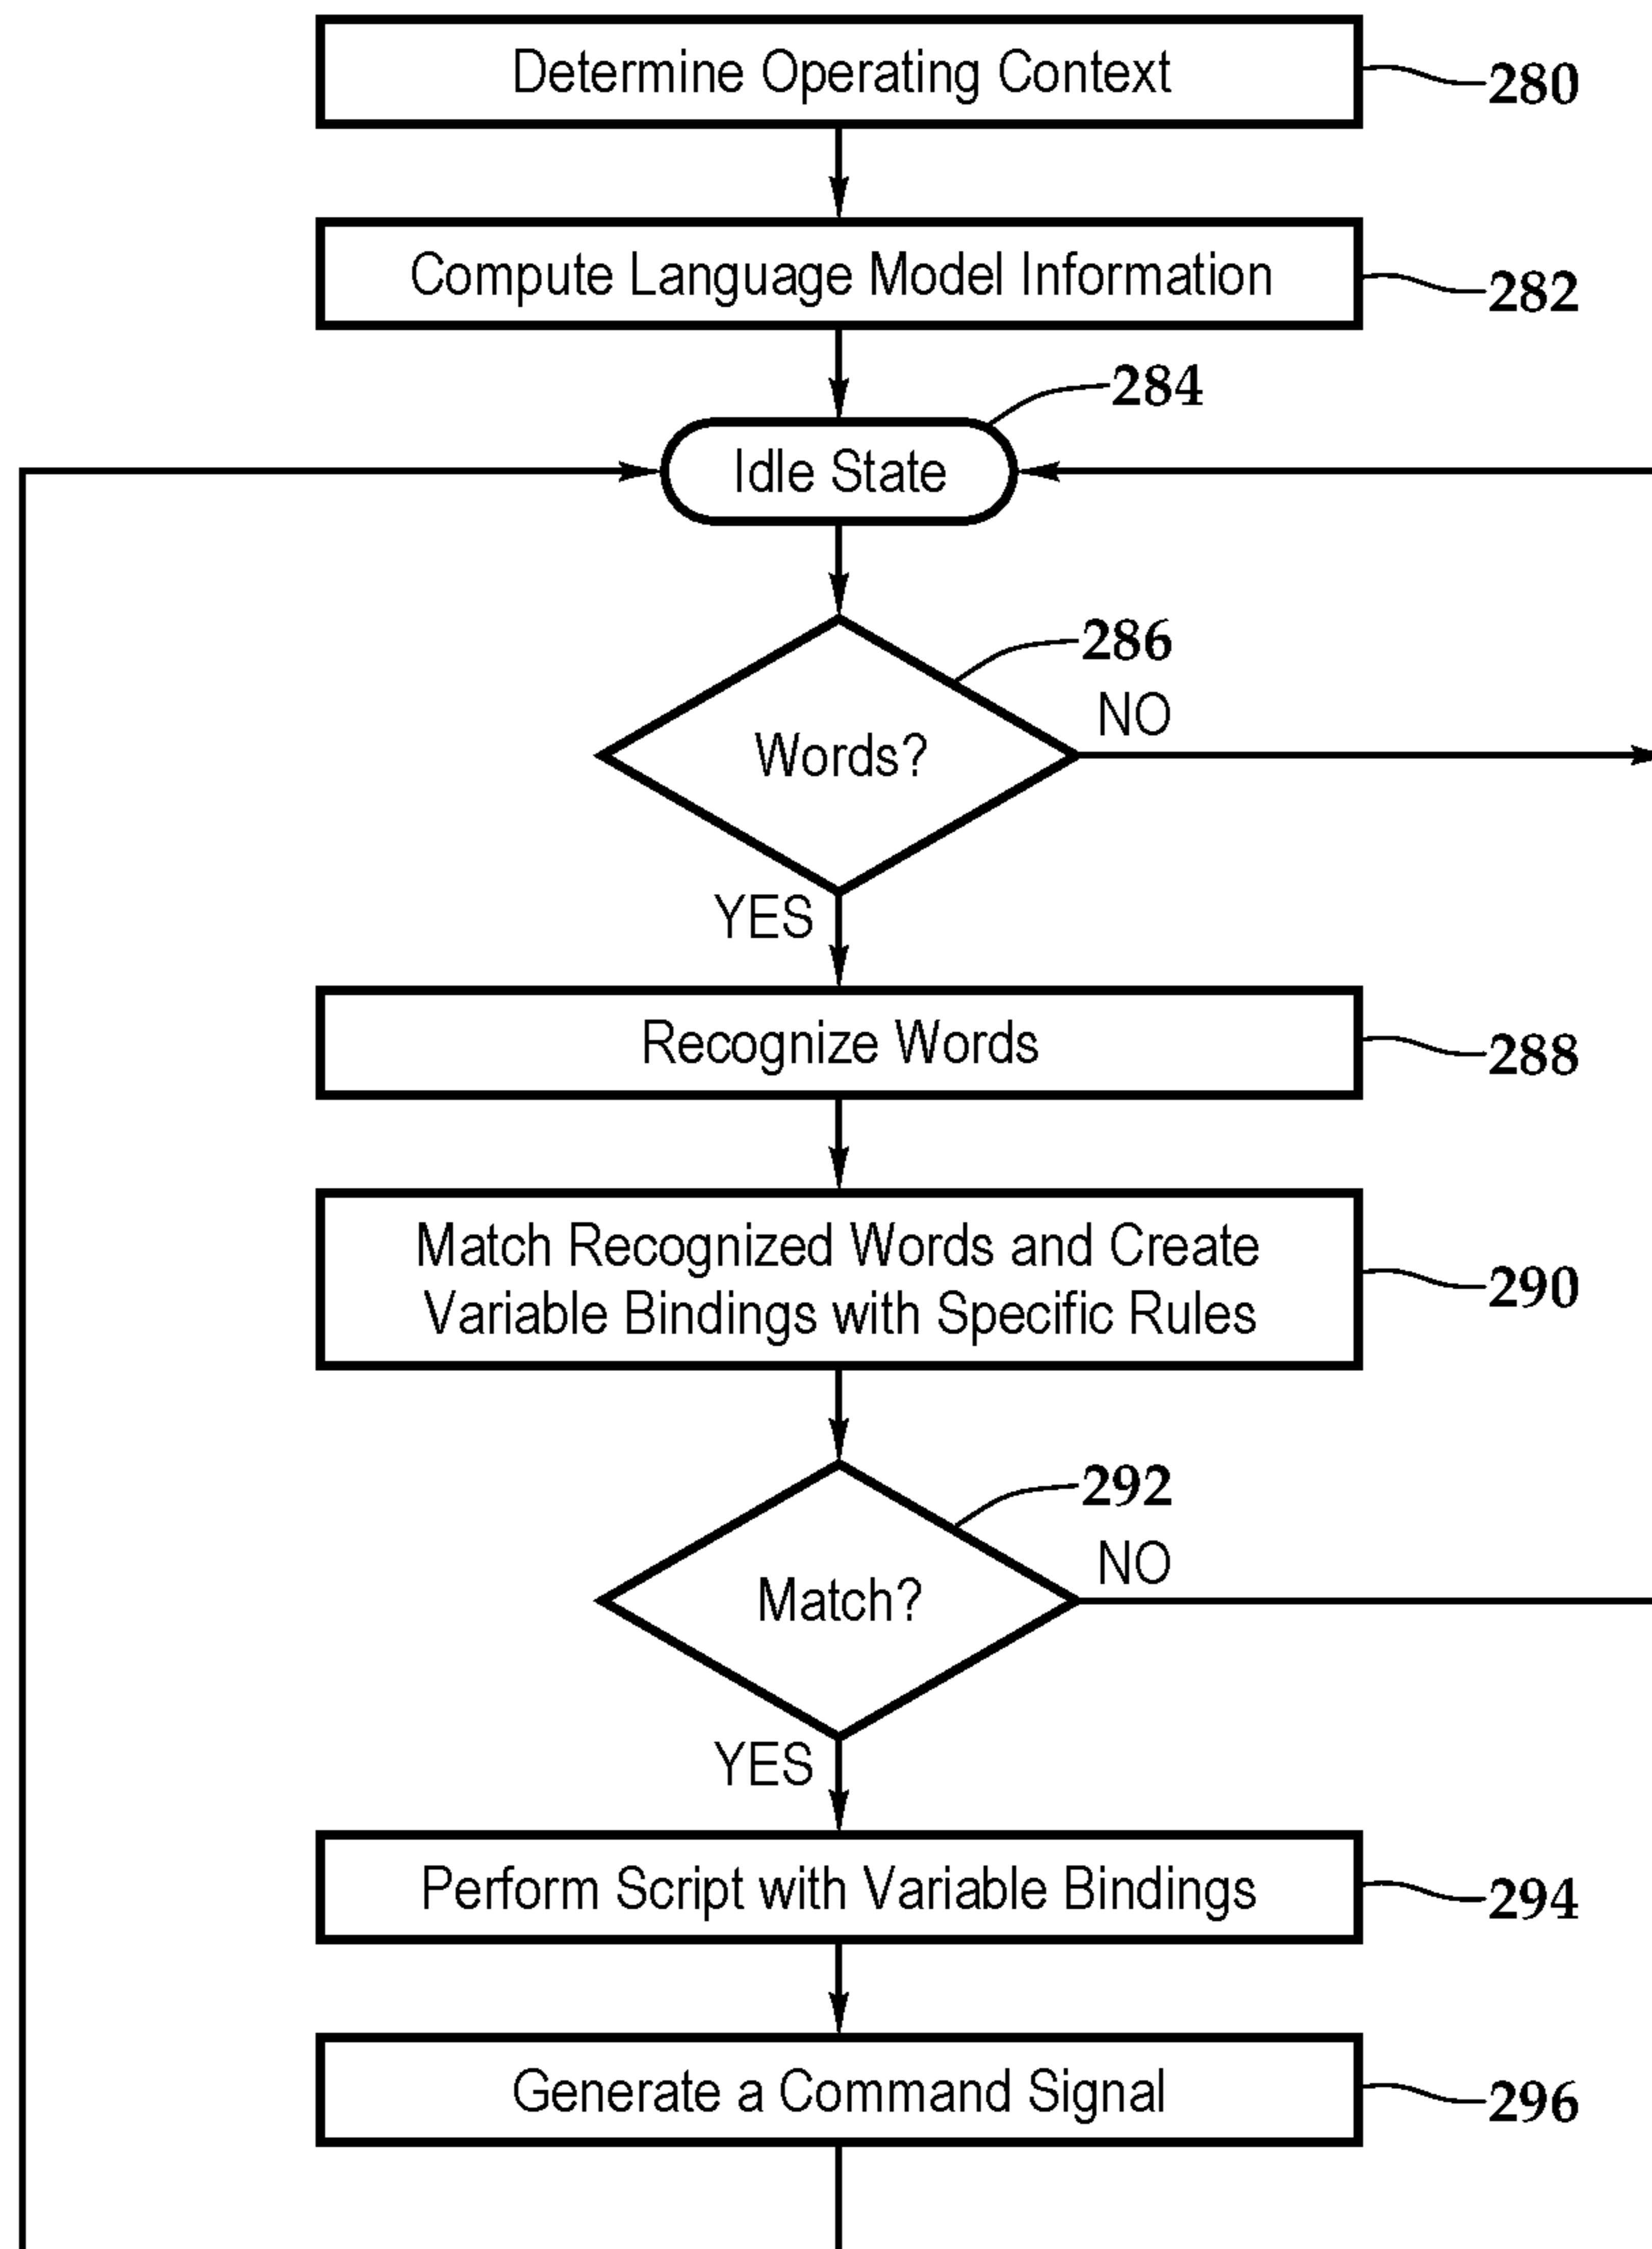 Determine Operating Context
280
Compute Language Model Information
282
284
Idle State
286
NO
Words?
YES
Recognize Words
288
Match Recognized Words and Create
Variable Bindings with Specific Rules
290
292
NO
Match?
YES
Perform Script with Variable Bindings
294
Generate a Command Signal
296